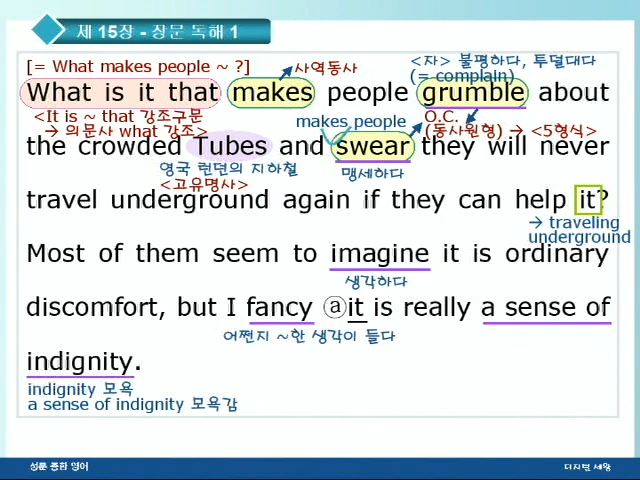 제 15장 - 장문 독해 1
[= What makes people ~ ?]
사역동사
<자> 불평하다, 투덜대다
(= complain)
What is it that makes people grumble about
<It is ~ that 강조구문
→ 의문사 what 강조>
makes people
O.C.
(동사원형) → <5형식>
the crowded Tubes and swear they will never
영국 런던의 지하철
<고유명사>
맹세하다
travel underground again if they can help it?
→ traveling
underground
Most of them seem to imagine it is ordinary
생각하다
discomfort, but I fancy ⓐit is really a sense of
어쩐지 ~한 생각이 들다
indignity.
indignity 모욕
a sense of indignity 모욕감
성문 종합 영어
디지털 세왕